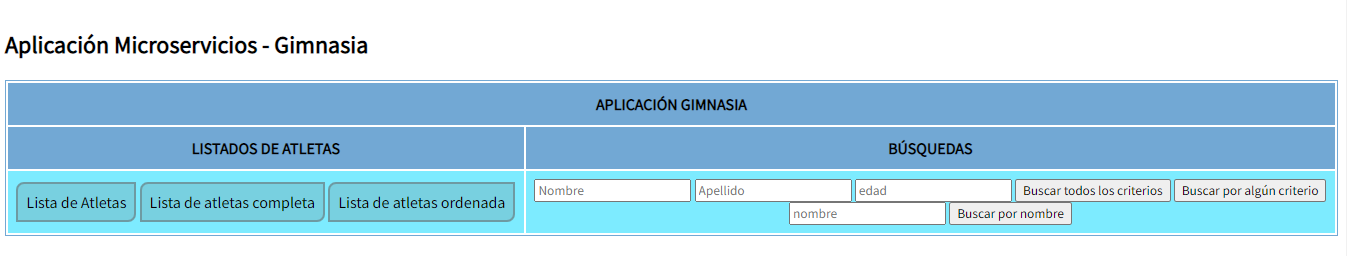 Aplicación Microservicios - Gimnasia
APLICACIÓN GIMNASIA
LISTADOS DE ATLETAS
BÚSQUEDAS
Lista de Atletas
Lista de atletas completa
Lista de atletas ordenada
Nombre
Apellido
edad
Buscar todos los criterios
Buscar por algún criterio
nombre
Buscar por nombre